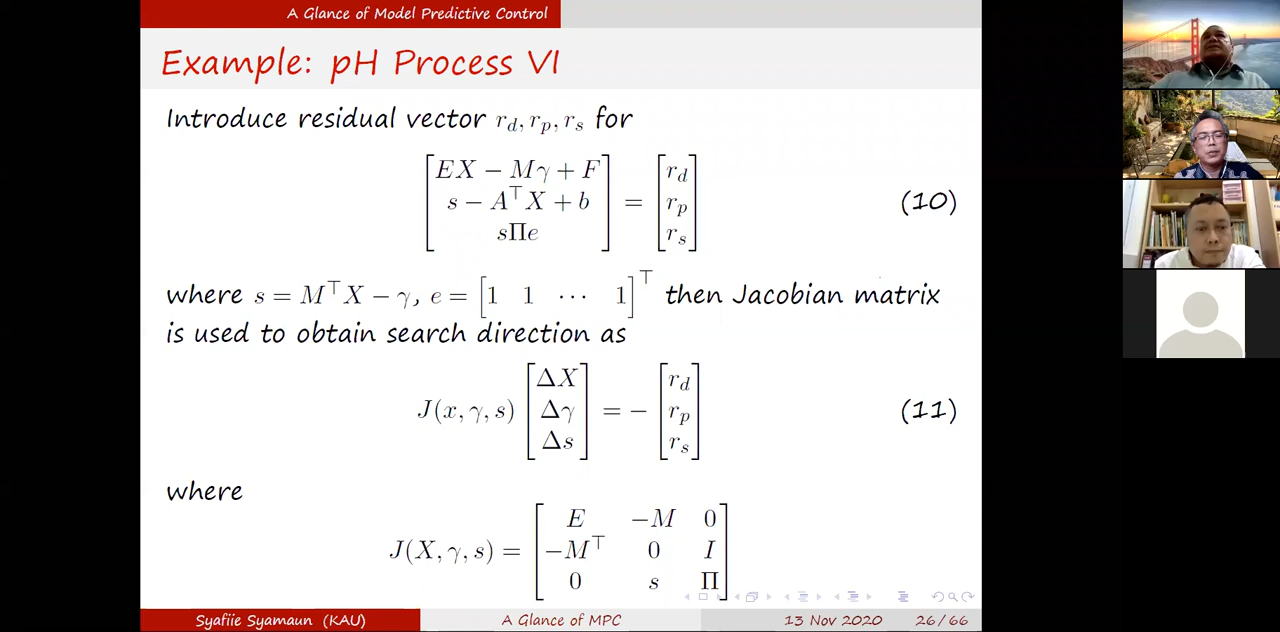 A Glance of Model Predictive Control
Example: pH Process VI
Introduce residual vector r_d, r_p, r_s for
[EX − Mγ + F; s − A^⊤X + b; sΠe] = [r_d; r_p; r_s] (10)
where s = M^⊤X − γ, e = [1 1 ⋯ 1]^⊤ then Jacobian matrix
is used to obtain search direction as
J(x, γ, s) [ΔX; Δγ; Δs] = − [r_d; r_p; r_s] (11)
where
J(X, γ, s) = [E −M 0; −M^⊤ 0 I; 0 s Π]
Syafiie Syamaun (KAU) A Glance of MPC 13 Nov 2020 26/66